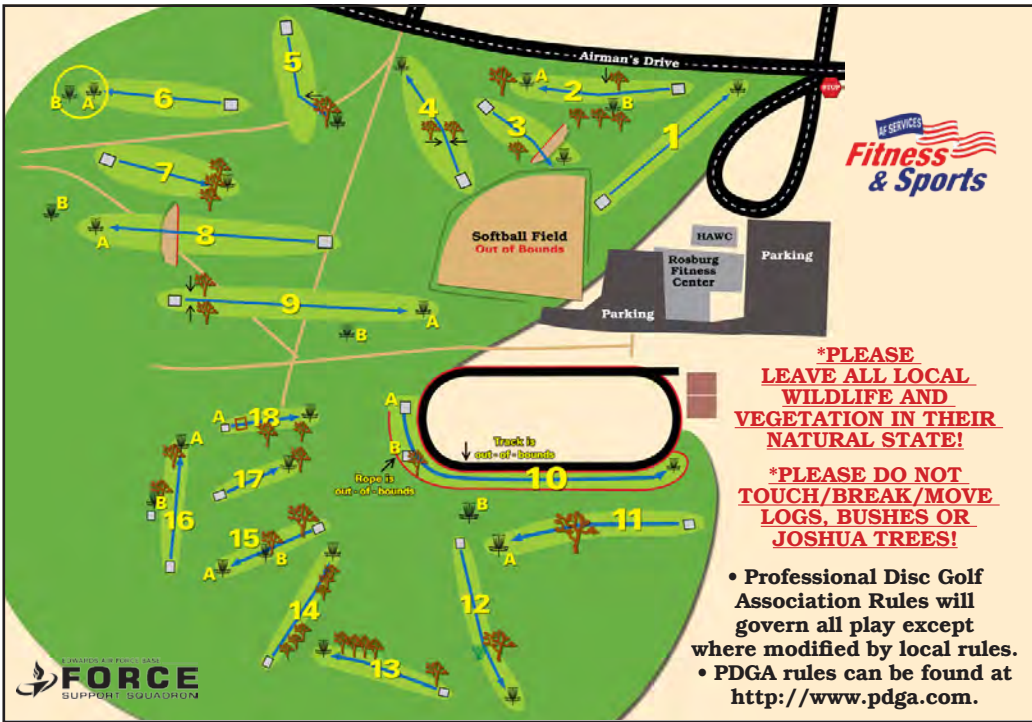 Airman's Drive
STOP
AF SERVICES
Fitness
& Sports
5
B
A
6
4
A
2
B
3
1
7
B
A
8
Softball Field
Out of Bounds
HAWC
Rosburg
Fitness
Center
Parking
Parking
9
A
B
*PLEASE
LEAVE ALL LOCAL
WILDLIFE AND
VEGETATION IN THEIR
NATURAL STATE!
*PLEASE DO NOT
TOUCH/BREAK/MOVE
LOGS, BUSHES OR
JOSHUA TREES!
• Professional Disc Golf
Association Rules will
govern all play except
where modified by local rules.
• PDGA rules can be found at
http://www.pdga.com.
A
18
A
B
Track is
out - of - bounds
Rope is
out - of - bounds
10
A
17
B
16
B
11
A
15
A
B
12
14
13
EDWARDS AIR FORCE BASE
FORCE
SUPPORT SQUADRON